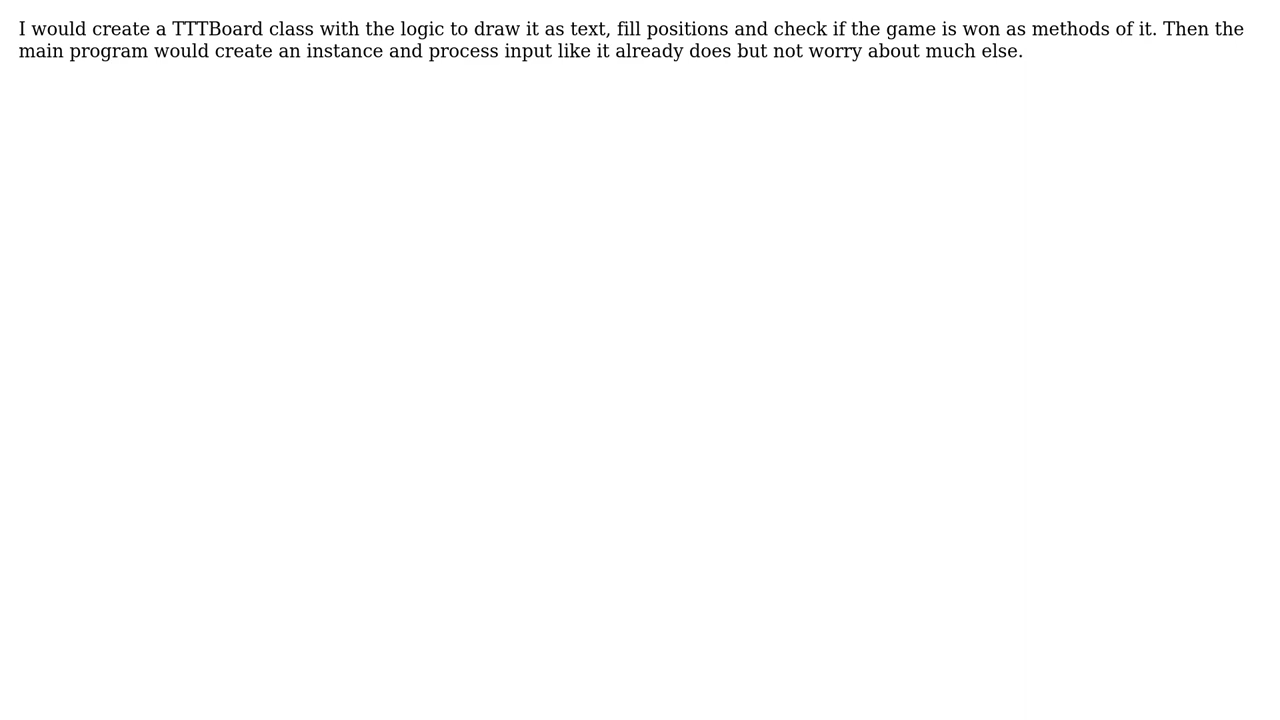 I would create a TTTBoard class with the logic to draw it as text, fill positions and check if the game is won as methods of it. Then the
main program would create an instance and process input like it already does but not worry about much else.